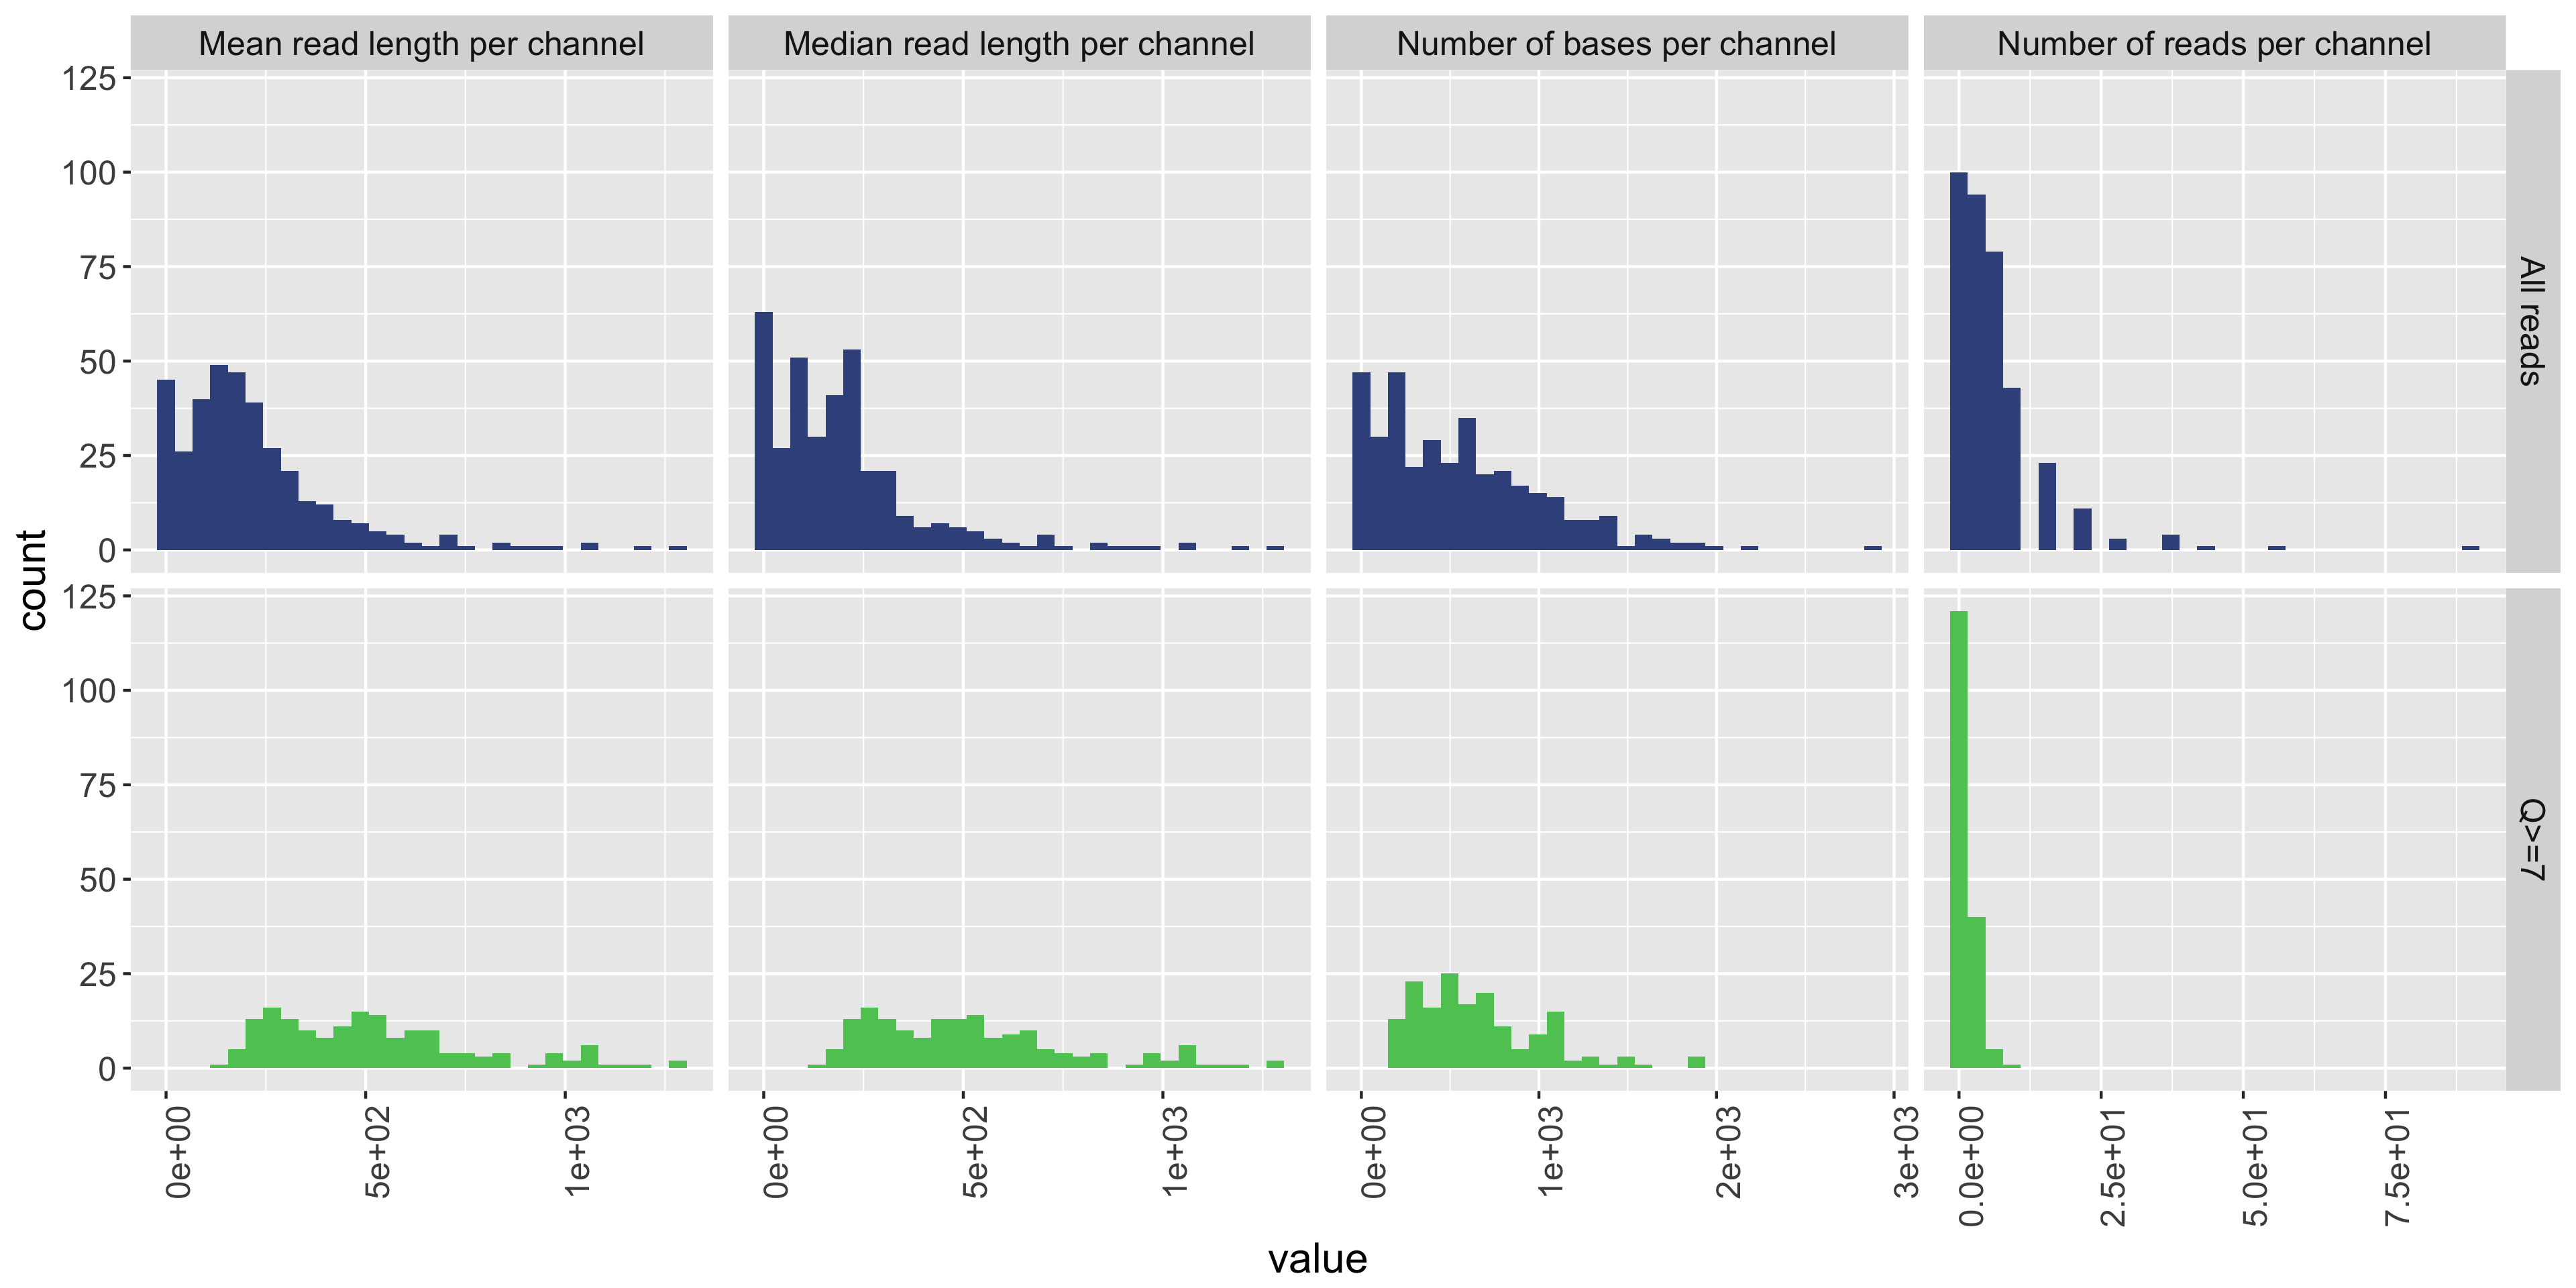 Mean read length per channel
Median read length per channel
Number of bases per channel
Number of reads per channel
125
100
75
50
25
0
All reads
count
125
100
75
50
25
0
Q>=7
0e+00
5e+02
1e+03
0e+00
5e+02
1e+03
0e+00
1e+03
2e+03
3e+03
0.0e+00
2.5e+01
5.0e+01
7.5e+01
value